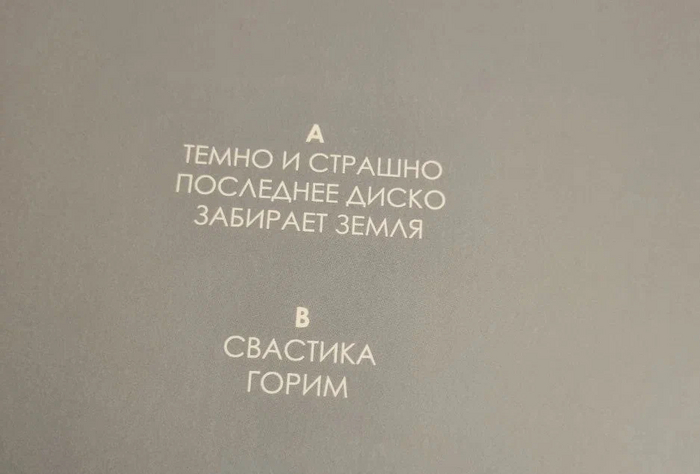 A
ТЕМНО И СТРАШНО
ПОСЛЕДНЕЕ ДИСКО
ЗАБИРАЕТ ЗЕМЛЯ
B
СВАСТИКА
ГОРИМ